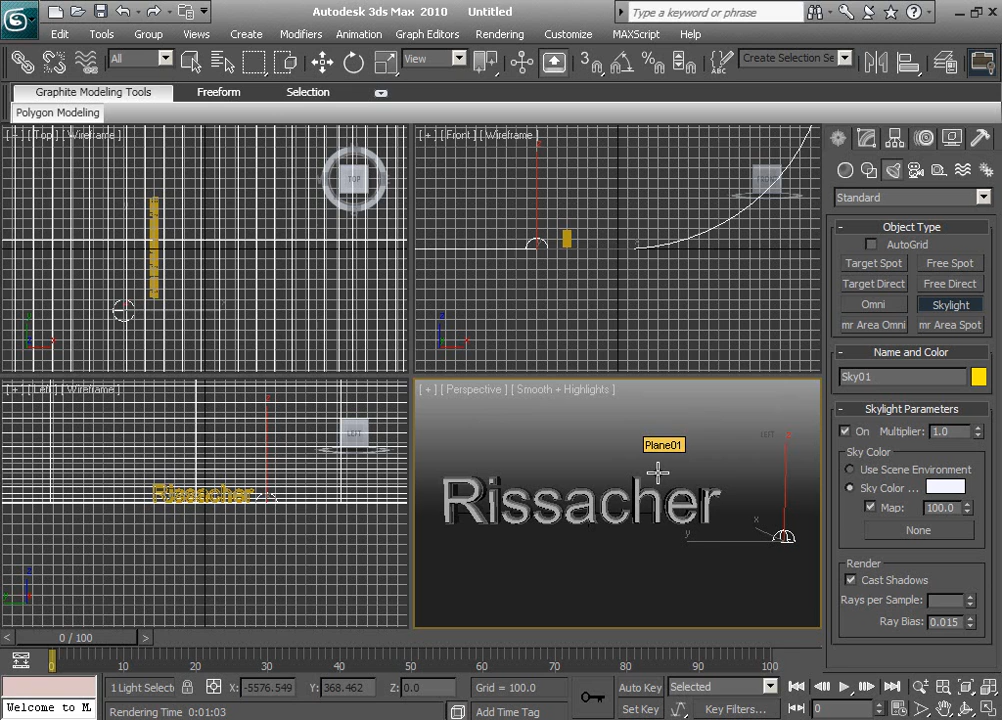 Autodesk 3ds Max 2010 Untitled
Type a keyword or phrase
Edit Tools Group Views Create Modifiers Animation Graph Editors Rendering Customize MAXScript Help
All
View
Create Selection Se
Graphite Modeling Tools Freeform Selection
Polygon Modeling
[ – ] [ Top ] [ Wireframe ]
TOP
[ + ] [ Front ] [ Wireframe ]
FRONT
Standard
Object Type
AutoGrid
Target Spot Free Spot
Target Direct Free Direct
Omni Skylight
mr Area Omni mr Area Spot
Name and Color
Sky01
[ + ] [ Left ] [ Wireframe ]
LEFT
Rissacher
[ + ] [ Perspective ] [ Smooth + Highlights ]
LEFT
Plane01
Rissacher
x
y
z
Skylight Parameters
On Multiplier: 1.0
Sky Color
Use Scene Environment
Sky Color ...
Map: 100.0
None
Render
Cast Shadows
Rays per Sample:
Ray Bias: 0.015
0 / 100
0 10 20 30 40 50 60 70 80 90 100
1 Light Select X: -5576.549 Y: 368.462 Z: 0.0 Grid = 100.0 Auto Key Selected
Welcome to M Rendering Time 0:01:03 Add Time Tag Set Key Key Filters... 0